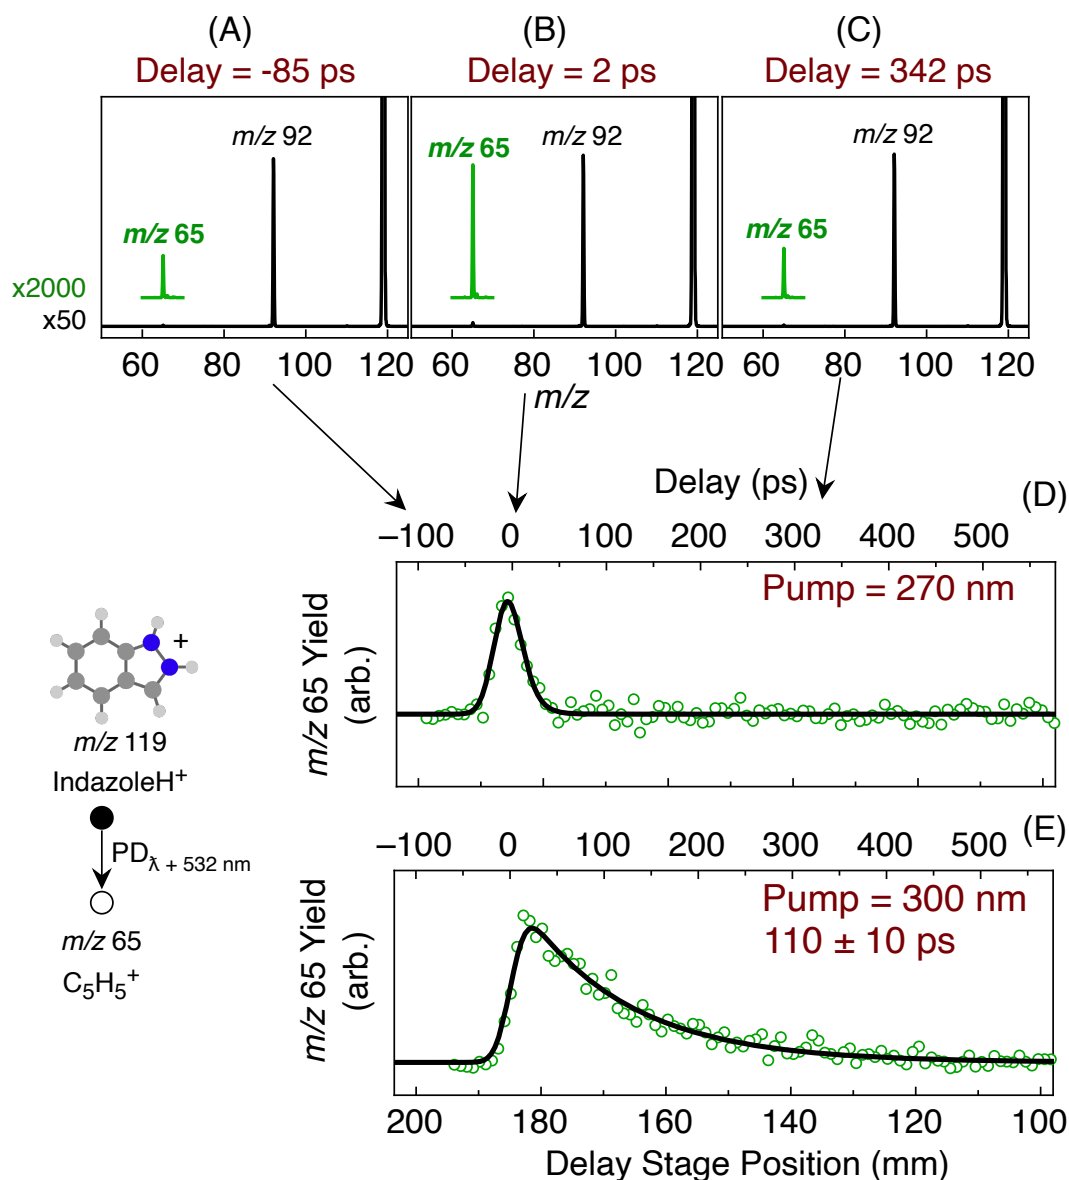 (A) (B) (C)
Delay = -85 ps Delay = 2 ps Delay = 342 ps
m/z 92 m/z 92 m/z 92
m/z 65 m/z 65 m/z 65
x2000
x50
60 80 100 120 60 80 100 120 60 80 100 120
m/z
Delay (ps) (D)
−100 0 100 200 300 400 500
Pump = 270 nm
m/z 65 Yield
(arb.)
+
m/z 119
IndazoleH+
PDƛ + 532 nm
m/z 65
C5H5+
−100 0 100 200 300 400 500 (E)
Pump = 300 nm
110 ± 10 ps
m/z 65 Yield
(arb.)
200 180 160 140 120 100
Delay Stage Position (mm)